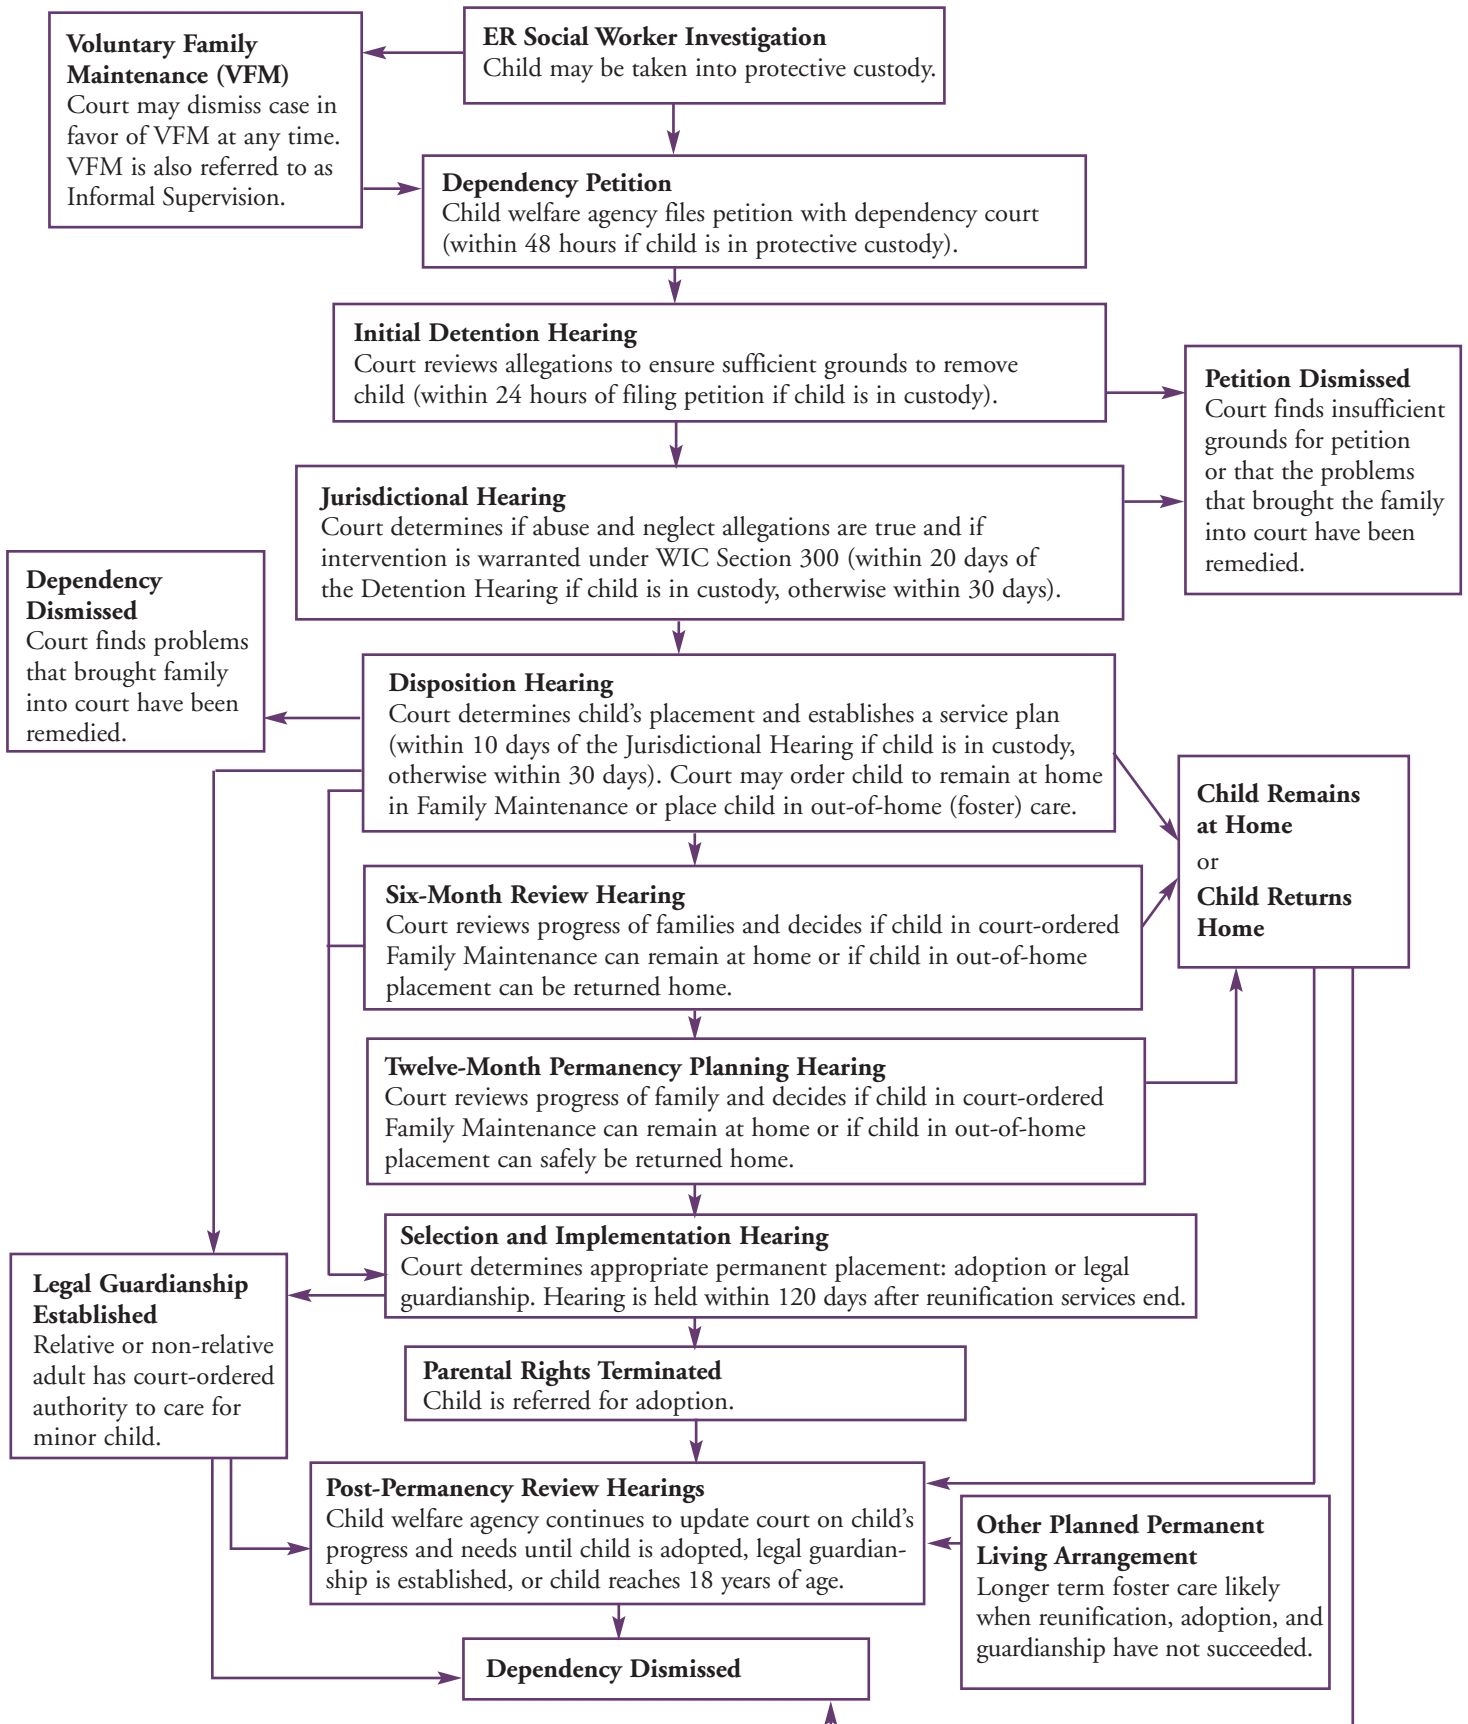 Voluntary Family
Maintenance (VFM)
Court may dismiss case in
favor of VFM at any time.
VFM is also referred to as
Informal Supervision.
ER Social Worker Investigation
Child may be taken into protective custody.
Dependency Petition
Child welfare agency files petition with dependency court
(within 48 hours if child is in protective custody).
Initial Detention Hearing
Court reviews allegations to ensure sufficient grounds to remove
child (within 24 hours of filing petition if child is in custody).
Petition Dismissed
Court finds insufficient
grounds for petition
or that the problems
that brought the family
into court have been
remedied.
Jurisdictional Hearing
Court determines if abuse and neglect allegations are true and if
intervention is warranted under WIC Section 300 (within 20 days of
the Detention Hearing if child is in custody, otherwise within 30 days).
Dependency
Dismissed
Court finds problems
that brought family
into court have been
remedied.
Disposition Hearing
Court determines child's placement and establishes a service plan
(within 10 days of the Jurisdictional Hearing if child is in custody,
otherwise within 30 days). Court may order child to remain at home
in Family Maintenance or place child in out-of-home (foster) care.
Child Remains
at Home
or
Child Returns
Home
Six-Month Review Hearing
Court reviews progress of families and decides if child in court-ordered
Family Maintenance can remain at home or if child in out-of-home
placement can be returned home.
Twelve-Month Permanency Planning Hearing
Court reviews progress of family and decides if child in court-ordered
Family Maintenance can remain at home or if child in out-of-home
placement can safely be returned home.
Selection and Implementation Hearing
Court determines appropriate permanent placement: adoption or legal
guardianship. Hearing is held within 120 days after reunification services end.
Legal Guardianship
Established
Relative or non-relative
adult has court-ordered
authority to care for
minor child.
Parental Rights Terminated
Child is referred for adoption.
Post-Permanency Review Hearings
Child welfare agency continues to update court on child's
progress and needs until child is adopted, legal guardian-
ship is established, or child reaches 18 years of age.
Other Planned Permanent
Living Arrangement
Longer term foster care likely
when reunification, adoption, and
guardianship have not succeeded.
Dependency Dismissed